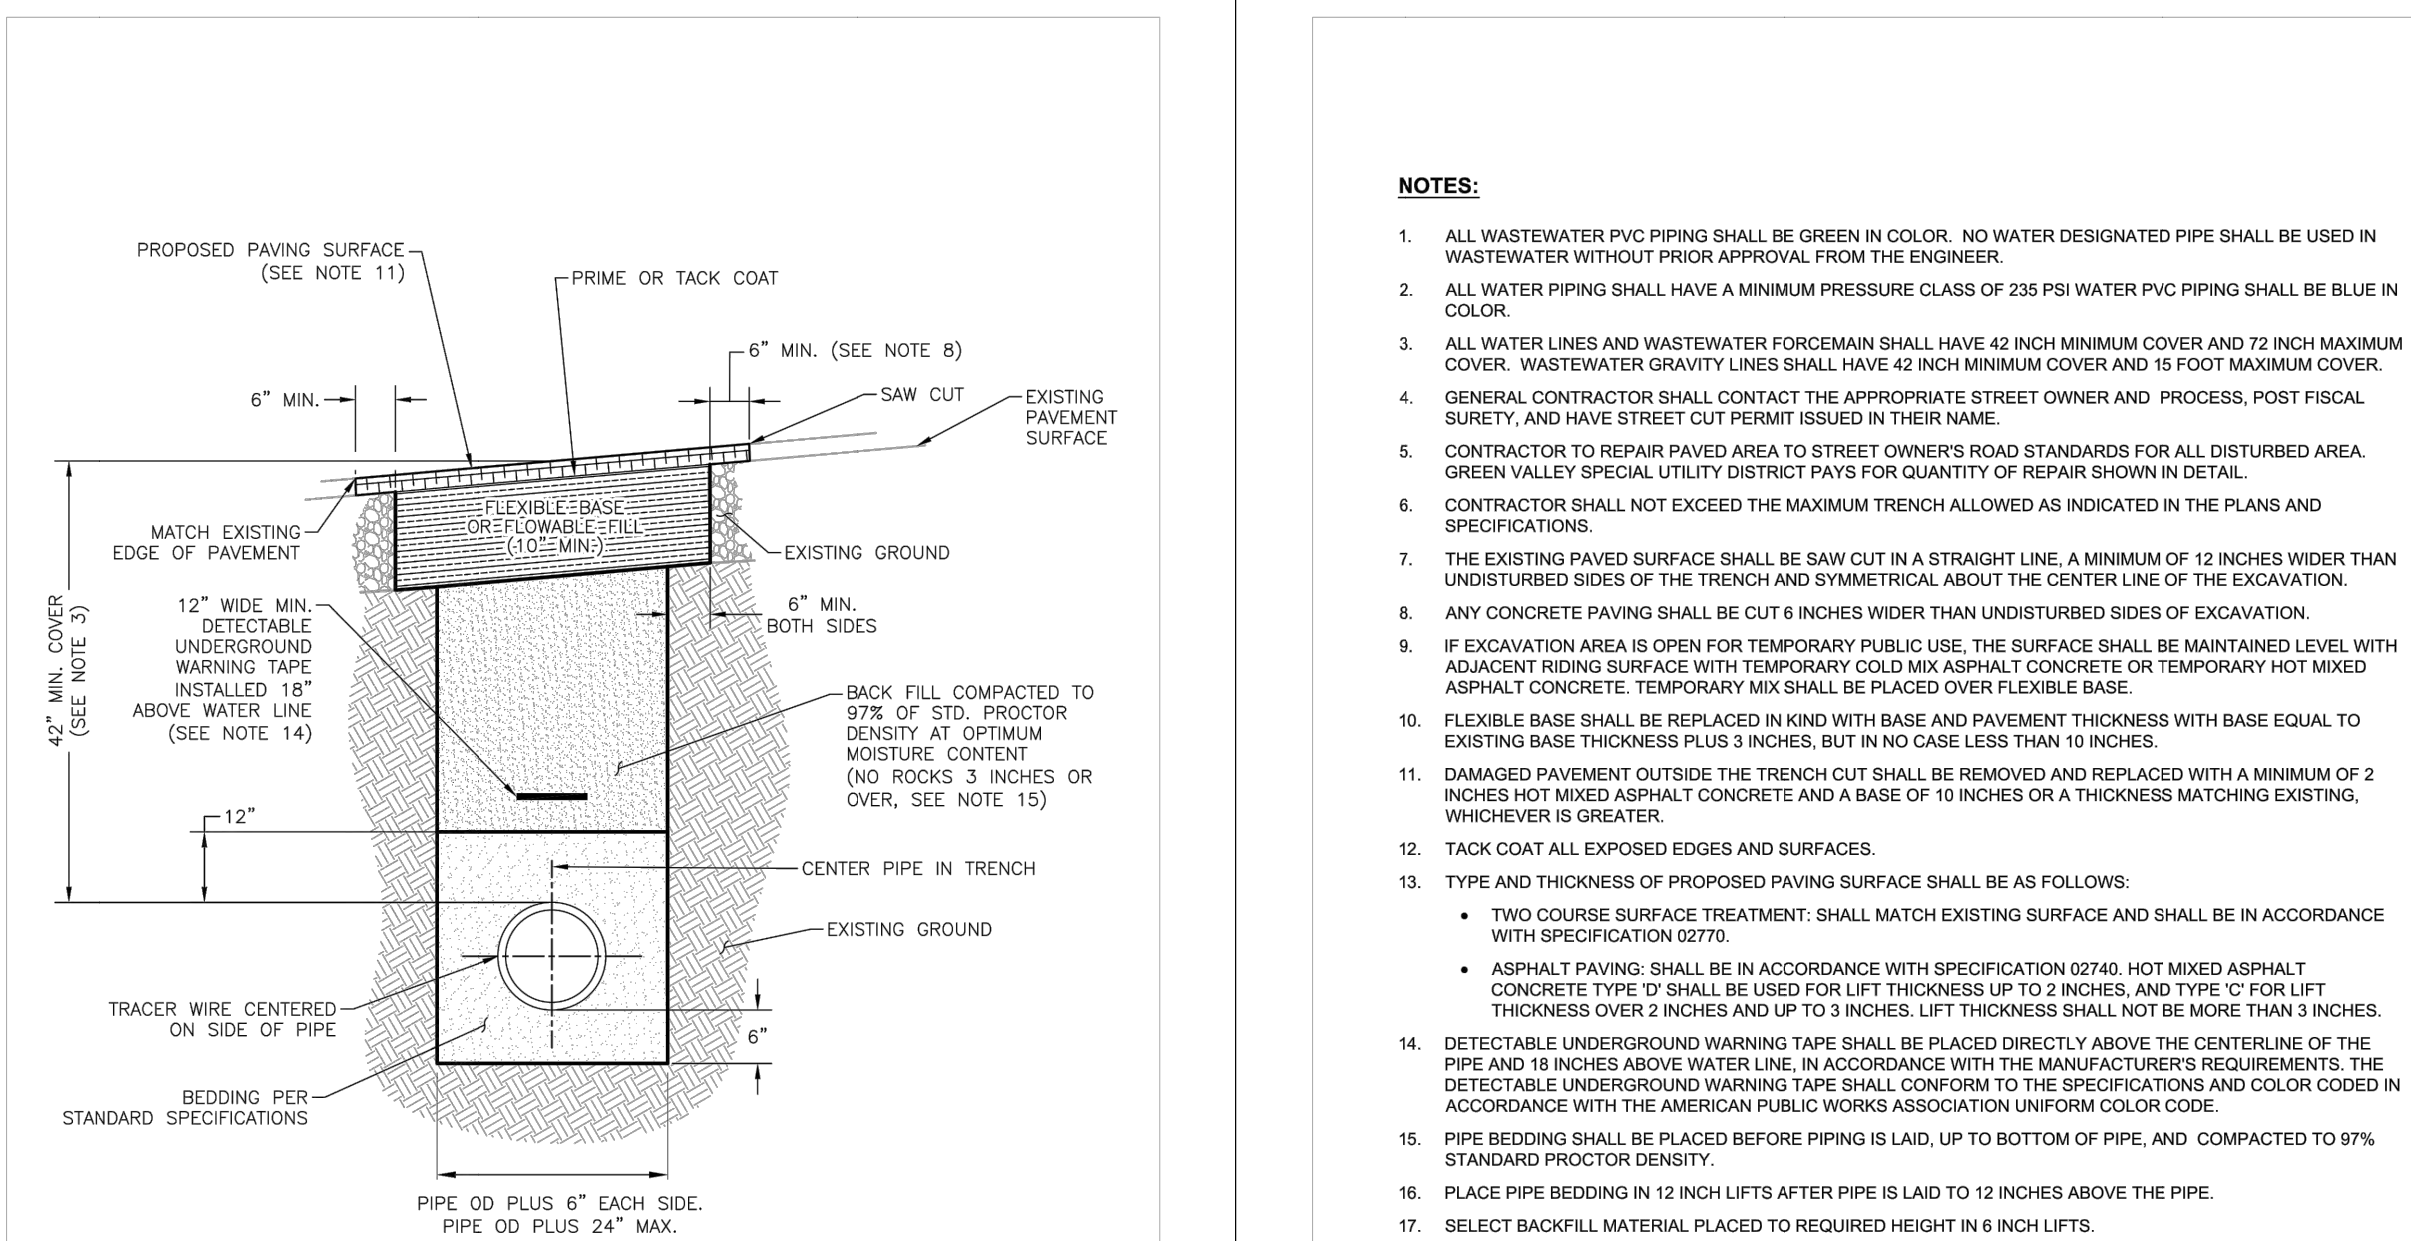 PROPOSED PAVING SURFACE
(SEE NOTE 11)
PRIME OR TACK COAT
6" MIN. (SEE NOTE 8)
6" MIN.
SAW CUT
EXISTING
PAVEMENT
SURFACE
FLEXIBLE BASE
OR FLOWABLE FILL
(10" MIN.)
MATCH EXISTING
EDGE OF PAVEMENT
EXISTING GROUND
42" MIN. COVER
(SEE NOTE 3)
12" WIDE MIN.
DETECTABLE
UNDERGROUND
WARNING TAPE
INSTALLED 18"
ABOVE WATER LINE
(SEE NOTE 14)
6" MIN.
BOTH SIDES
BACK FILL COMPACTED TO
97% OF STD. PROCTOR
DENSITY AT OPTIMUM
MOISTURE CONTENT
(NO ROCKS 3 INCHES OR
OVER, SEE NOTE 15)
12"
CENTER PIPE IN TRENCH
EXISTING GROUND
TRACER WIRE CENTERED
ON SIDE OF PIPE
6"
BEDDING PER
STANDARD SPECIFICATIONS
PIPE OD PLUS 6" EACH SIDE.
PIPE OD PLUS 24" MAX.
NOTES:
1. ALL WASTEWATER PVC PIPING SHALL BE GREEN IN COLOR. NO WATER DESIGNATED PIPE SHALL BE USED IN
WASTEWATER WITHOUT PRIOR APPROVAL FROM THE ENGINEER.
2. ALL WATER PIPING SHALL HAVE A MINIMUM PRESSURE CLASS OF 235 PSI WATER PVC PIPING SHALL BE BLUE IN
COLOR.
3. ALL WATER LINES AND WASTEWATER FORCEMAIN SHALL HAVE 42 INCH MINIMUM COVER AND 72 INCH MAXIMUM
COVER. WASTEWATER GRAVITY LINES SHALL HAVE 42 INCH MINIMUM COVER AND 15 FOOT MAXIMUM COVER.
4. GENERAL CONTRACTOR SHALL CONTACT THE APPROPRIATE STREET OWNER AND PROCESS, POST FISCAL
SURETY, AND HAVE STREET CUT PERMIT ISSUED IN THEIR NAME.
5. CONTRACTOR TO REPAIR PAVED AREA TO STREET OWNER'S ROAD STANDARDS FOR ALL DISTURBED AREA.
GREEN VALLEY SPECIAL UTILITY DISTRICT PAYS FOR QUANTITY OF REPAIR SHOWN IN DETAIL.
6. CONTRACTOR SHALL NOT EXCEED THE MAXIMUM TRENCH ALLOWED AS INDICATED IN THE PLANS AND
SPECIFICATIONS.
7. THE EXISTING PAVED SURFACE SHALL BE SAW CUT IN A STRAIGHT LINE, A MINIMUM OF 12 INCHES WIDER THAN
UNDISTURBED SIDES OF THE TRENCH AND SYMMETRICAL ABOUT THE CENTER LINE OF THE EXCAVATION.
8. ANY CONCRETE PAVING SHALL BE CUT 6 INCHES WIDER THAN UNDISTURBED SIDES OF EXCAVATION.
9. IF EXCAVATION AREA IS OPEN FOR TEMPORARY PUBLIC USE, THE SURFACE SHALL BE MAINTAINED LEVEL WITH
ADJACENT RIDING SURFACE WITH TEMPORARY COLD MIX ASPHALT CONCRETE OR TEMPORARY HOT MIXED
ASPHALT CONCRETE. TEMPORARY MIX SHALL BE PLACED OVER FLEXIBLE BASE.
10. FLEXIBLE BASE SHALL BE REPLACED IN KIND WITH BASE AND PAVEMENT THICKNESS WITH BASE EQUAL TO
EXISTING BASE THICKNESS PLUS 3 INCHES, BUT IN NO CASE LESS THAN 10 INCHES.
11. DAMAGED PAVEMENT OUTSIDE THE TRENCH CUT SHALL BE REMOVED AND REPLACED WITH A MINIMUM OF 2
INCHES HOT MIXED ASPHALT CONCRETE AND A BASE OF 10 INCHES OR A THICKNESS MATCHING EXISTING,
WHICHEVER IS GREATER.
12. TACK COAT ALL EXPOSED EDGES AND SURFACES.
13. TYPE AND THICKNESS OF PROPOSED PAVING SURFACE SHALL BE AS FOLLOWS:
• TWO COURSE SURFACE TREATMENT: SHALL MATCH EXISTING SURFACE AND SHALL BE IN ACCORDANCE
WITH SPECIFICATION 02770.
• ASPHALT PAVING: SHALL BE IN ACCORDANCE WITH SPECIFICATION 02740. HOT MIXED ASPHALT
CONCRETE TYPE 'D' SHALL BE USED FOR LIFT THICKNESS UP TO 2 INCHES, AND TYPE 'C' FOR LIFT
THICKNESS OVER 2 INCHES AND UP TO 3 INCHES. LIFT THICKNESS SHALL NOT BE MORE THAN 3 INCHES.
14. DETECTABLE UNDERGROUND WARNING TAPE SHALL BE PLACED DIRECTLY ABOVE THE CENTERLINE OF THE
PIPE AND 18 INCHES ABOVE WATER LINE, IN ACCORDANCE WITH THE MANUFACTURER'S REQUIREMENTS. THE
DETECTABLE UNDERGROUND WARNING TAPE SHALL CONFORM TO THE SPECIFICATIONS AND COLOR CODED IN
ACCORDANCE WITH THE AMERICAN PUBLIC WORKS ASSOCIATION UNIFORM COLOR CODE.
15. PIPE BEDDING SHALL BE PLACED BEFORE PIPING IS LAID, UP TO BOTTOM OF PIPE, AND COMPACTED TO 97%
STANDARD PROCTOR DENSITY.
16. PLACE PIPE BEDDING IN 12 INCH LIFTS AFTER PIPE IS LAID TO 12 INCHES ABOVE THE PIPE.
17. SELECT BACKFILL MATERIAL PLACED TO REQUIRED HEIGHT IN 6 INCH LIFTS.